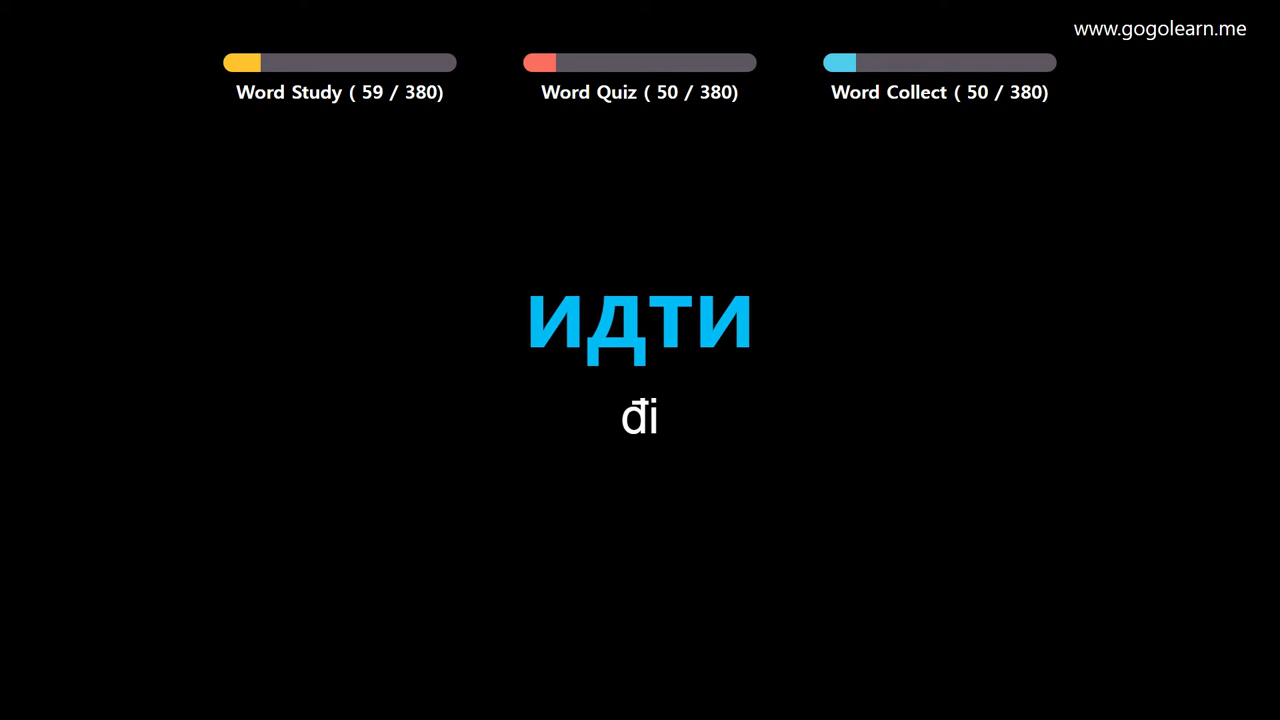 www.gogolearn.me
Word Study ( 59 / 380)
Word Quiz ( 50 / 380)
Word Collect ( 50 / 380)
идти
đi